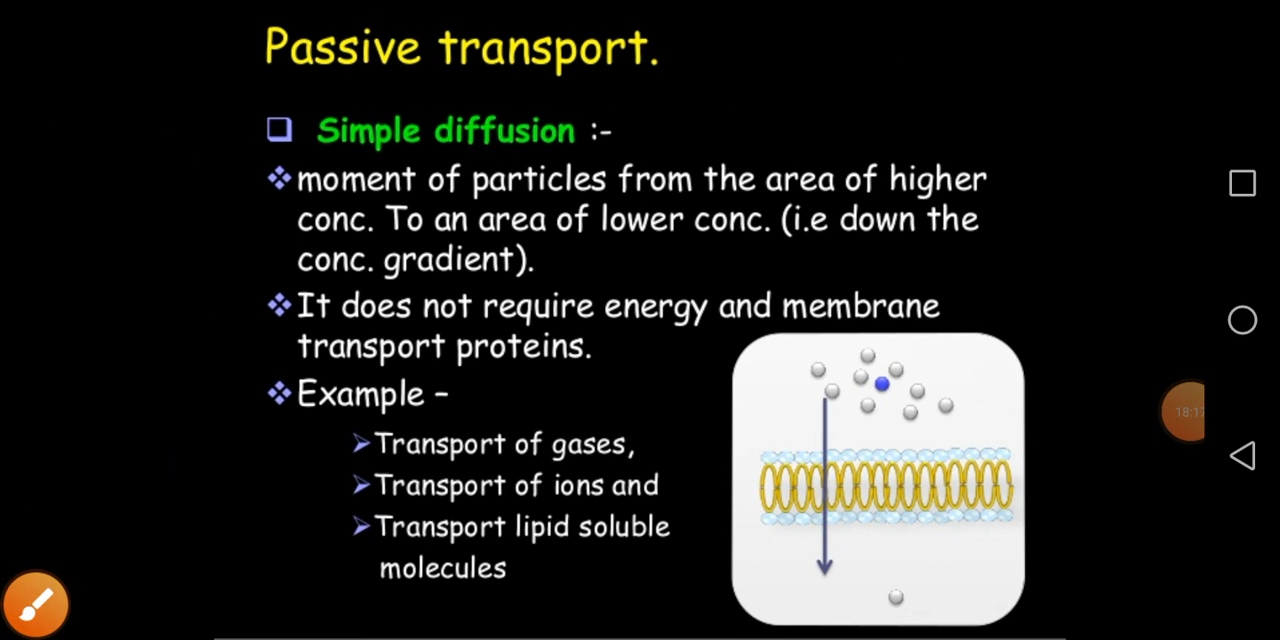 Passive transport.
Simple diffusion :-
moment of particles from the area of higher
conc. To an area of lower conc. (i.e down the
conc. gradient).
It does not require energy and membrane
transport proteins.
Example –
Transport of gases,
Transport of ions and
Transport lipid soluble
molecules
18:17